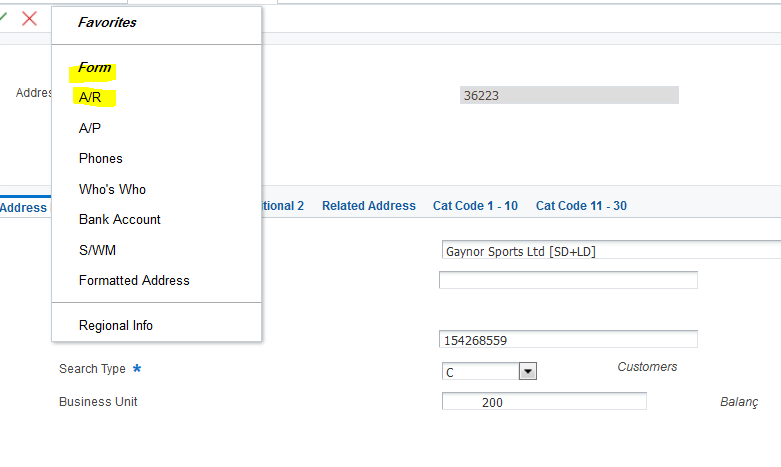 Favorites
Form
A/R
Addres
36223
A/P
Phones
Who's Who
Address
itional 2 Related Address Cat Code 1 - 10 Cat Code 11 - 30
Bank Account
S/WM
Gaynor Sports Ltd [SD+LD]
Formatted Address
Regional Info
154268559
Search Type * C Customers
Business Unit 200 Balanç